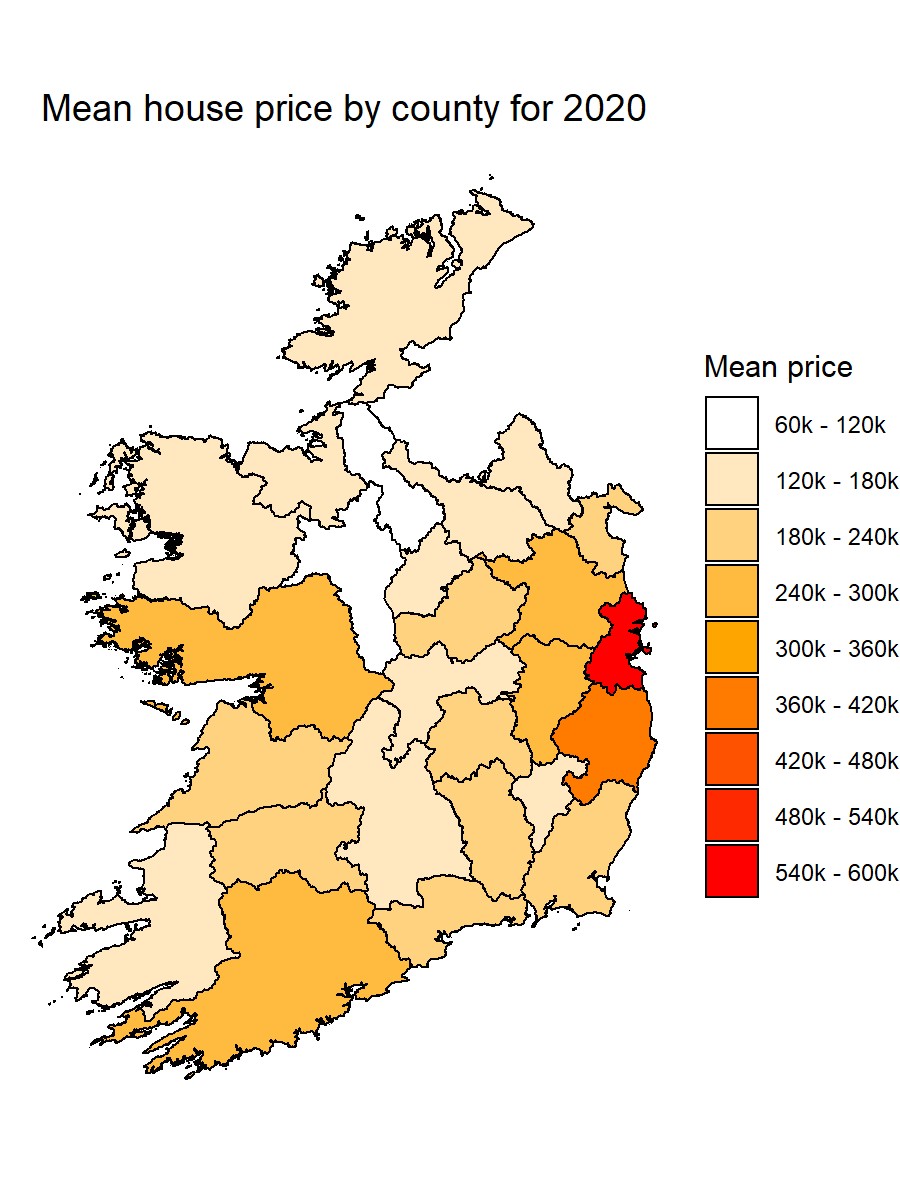 Mean house price by county for 2020
Mean price
60k - 120k
120k - 180k
180k - 240k
240k - 300k
300k - 360k
360k - 420k
420k - 480k
480k - 540k
540k - 600k